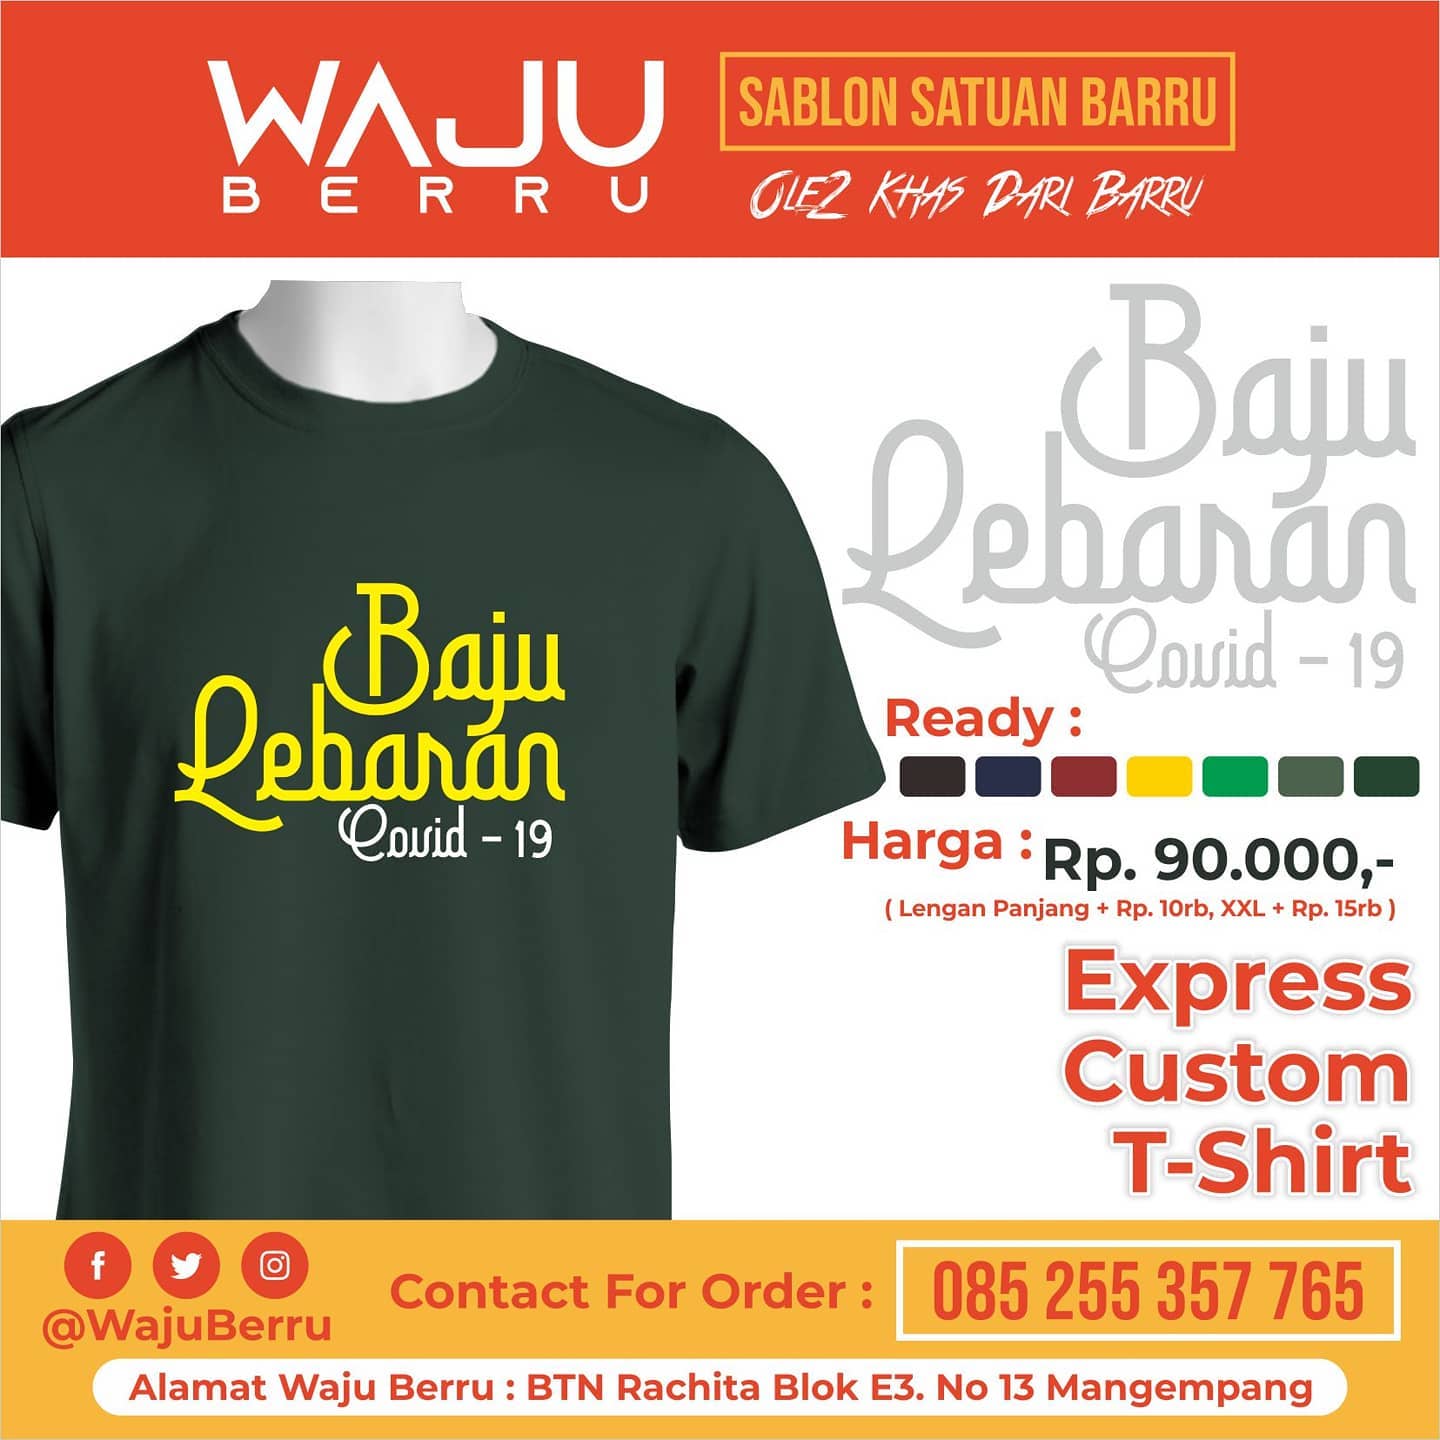 WAJU
BERRU
SABLON SATUAN BARRU
OLE2 KHAS DARI BARRU
Baju
Lebaran
Covid - 19
Baju
Lebaran
Covid - 19
Ready :
Harga : Rp. 90.000,-
( Lengan Panjang + Rp. 10rb, XXL + Rp. 15rb )
Express
Custom
T-Shirt
@WajuBerru
Contact For Order : 085 255 357 765
Alamat Waju Berru : BTN Rachita Blok E3. No 13 Mangempang